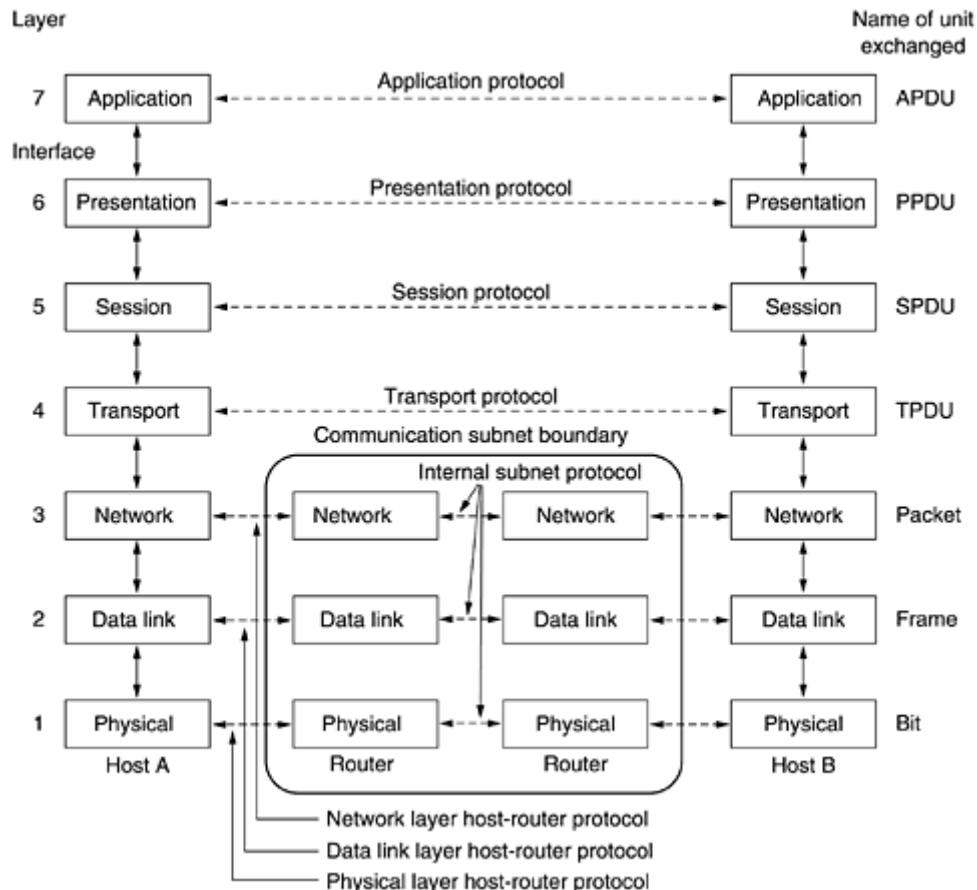 Layer
Name of unit
exchanged
7 Application Application protocol Application APDU
Interface
6 Presentation Presentation protocol Presentation PPDU
5 Session Session protocol Session SPDU
4 Transport Transport protocol Transport TPDU
Communication subnet boundary
Internal subnet protocol
3 Network Network Network Network Packet
2 Data link Data link Data link Data link Frame
1 Physical Physical Physical Physical Bit
Host A Router Router Host B
Network layer host-router protocol
Data link layer host-router protocol
Physical layer host-router protocol